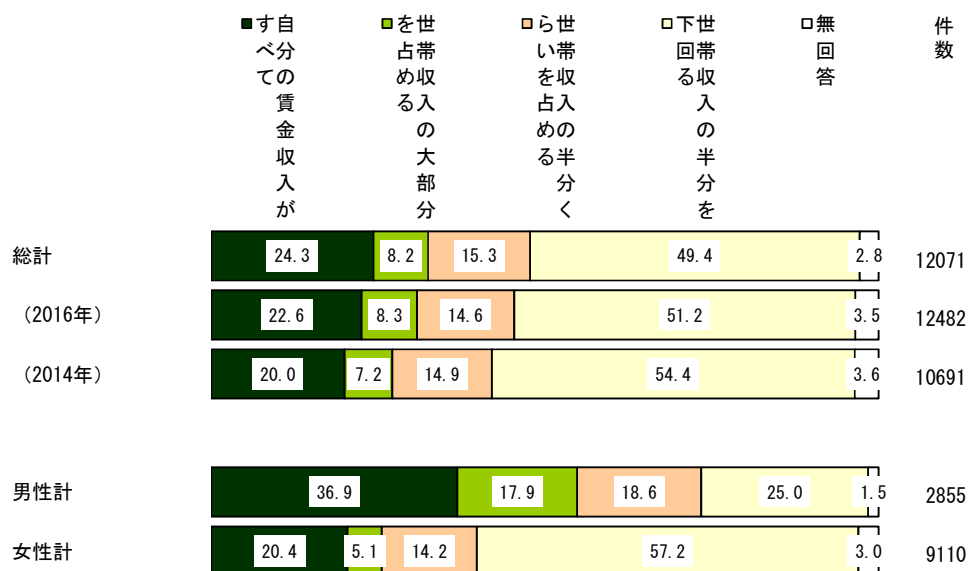 ■自分の賃金収入が
すべて
■世帯収入の大部分
を占める
■世帯収入の半分く
らいを占める
□世帯収入の半分を
下回る
□無回答
件数
総計 24.3 8.2 15.3 49.4 2.8 12071
（2016年） 22.6 8.3 14.6 51.2 3.5 12482
（2014年） 20.0 7.2 14.9 54.4 3.6 10691
男性計 36.9 17.9 18.6 25.0 1.5 2855
女性計 20.4 5.1 14.2 57.2 3.0 9110